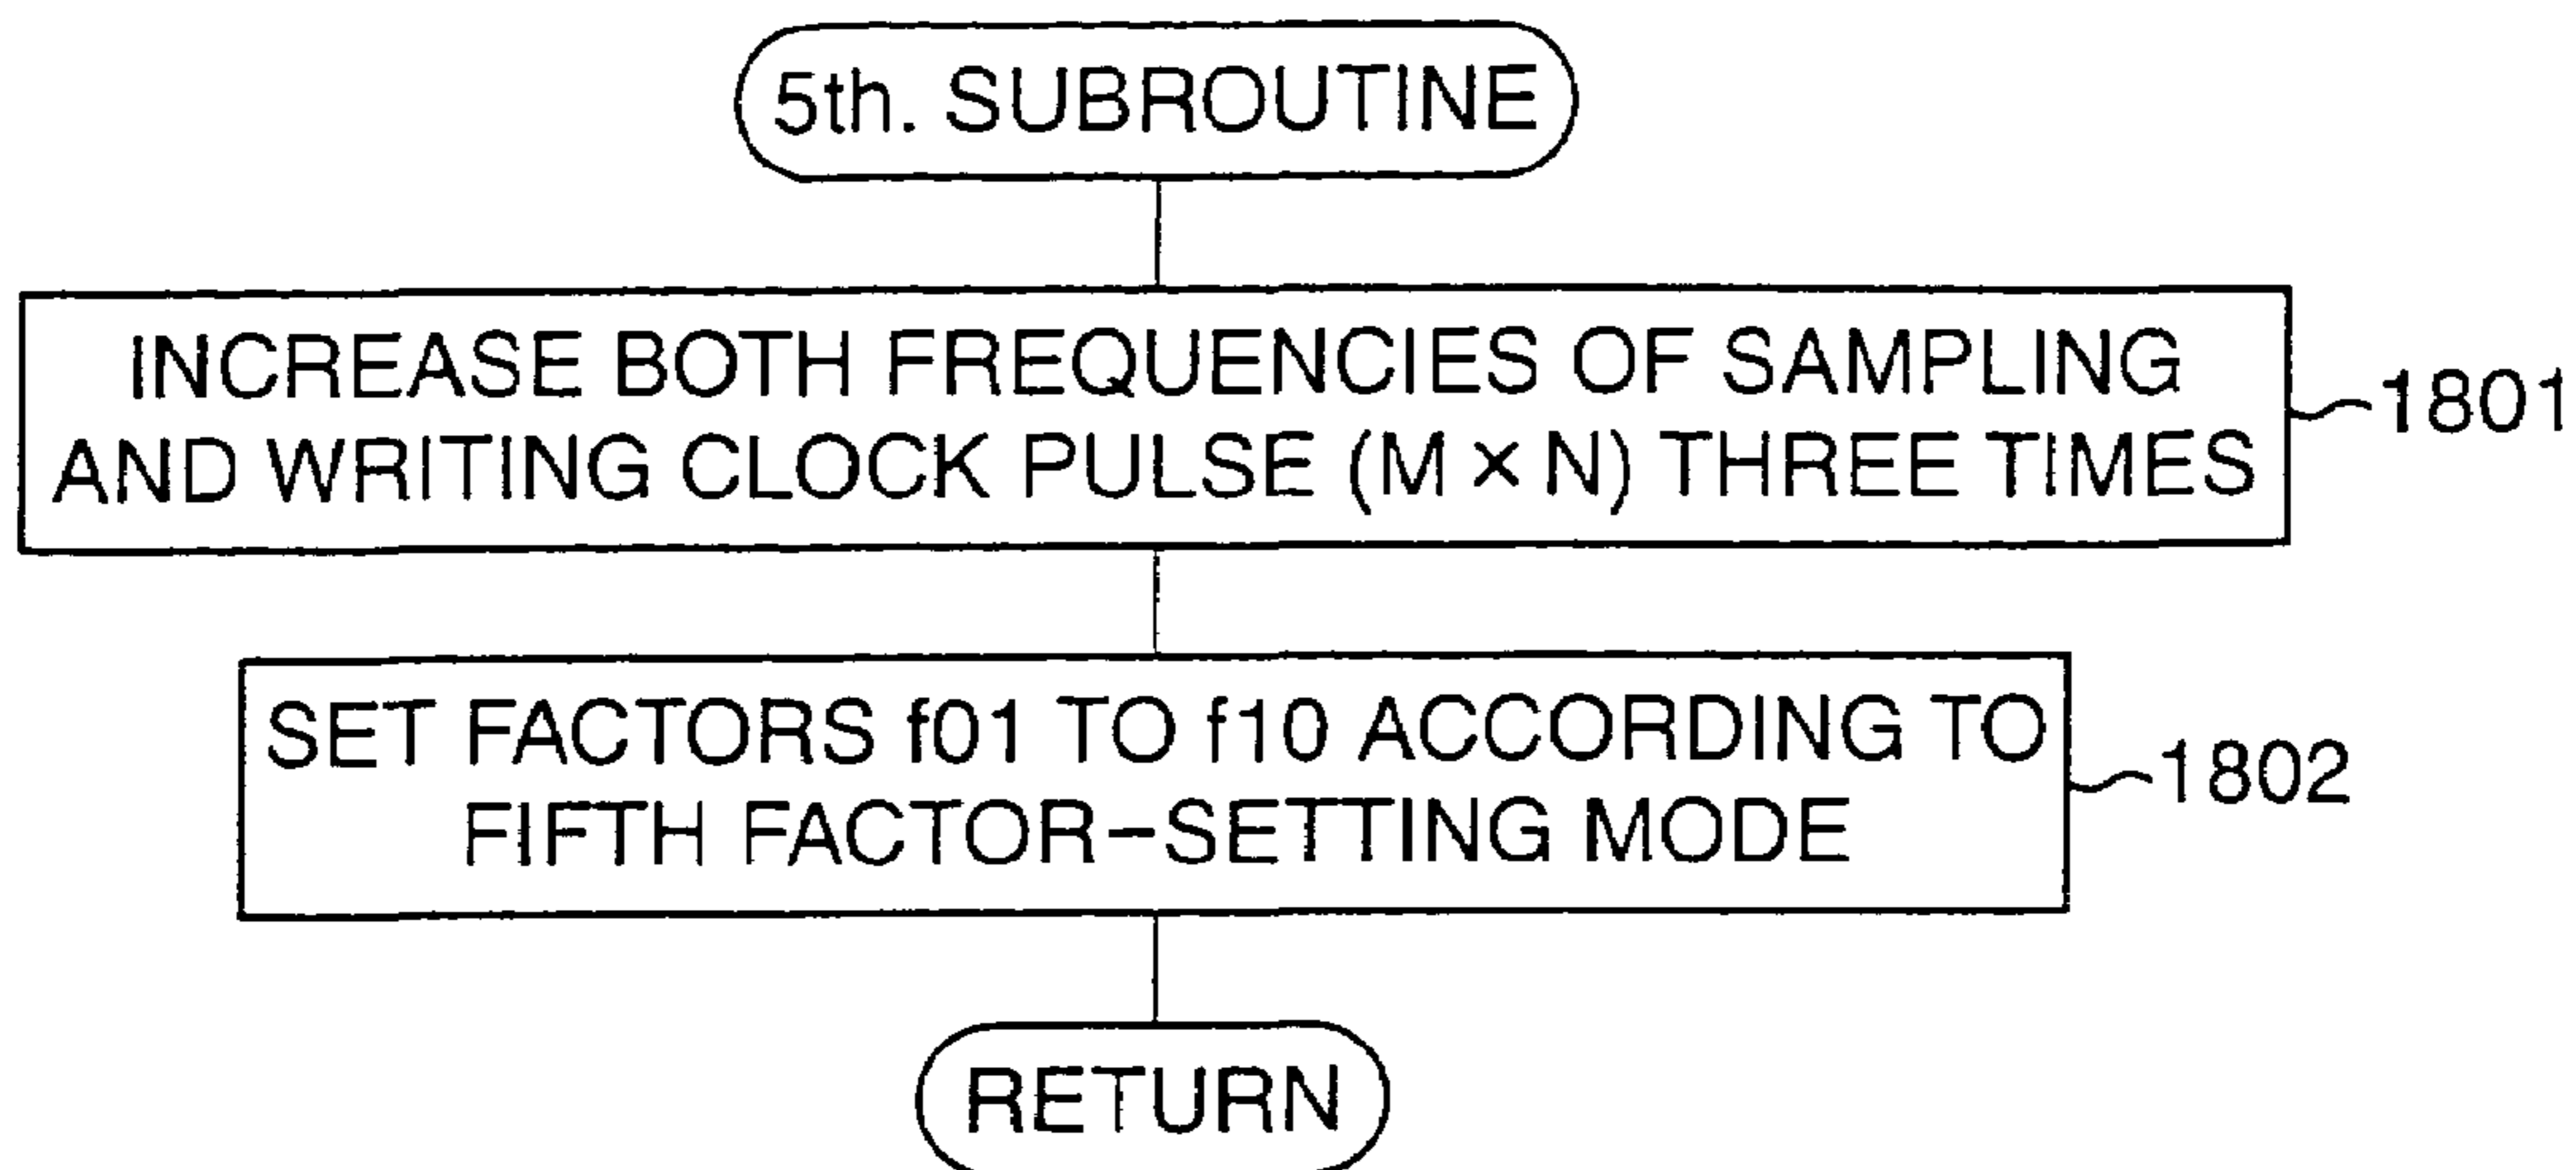 5th. SUBROUTINE
INCREASE BOTH FREQUENCIES OF SAMPLING
AND WRITING CLOCK PULSE (M × N) THREE TIMES
1801
SET FACTORS f01 TO f10 ACCORDING TO
FIFTH FACTOR-SETTING MODE
1802
RETURN